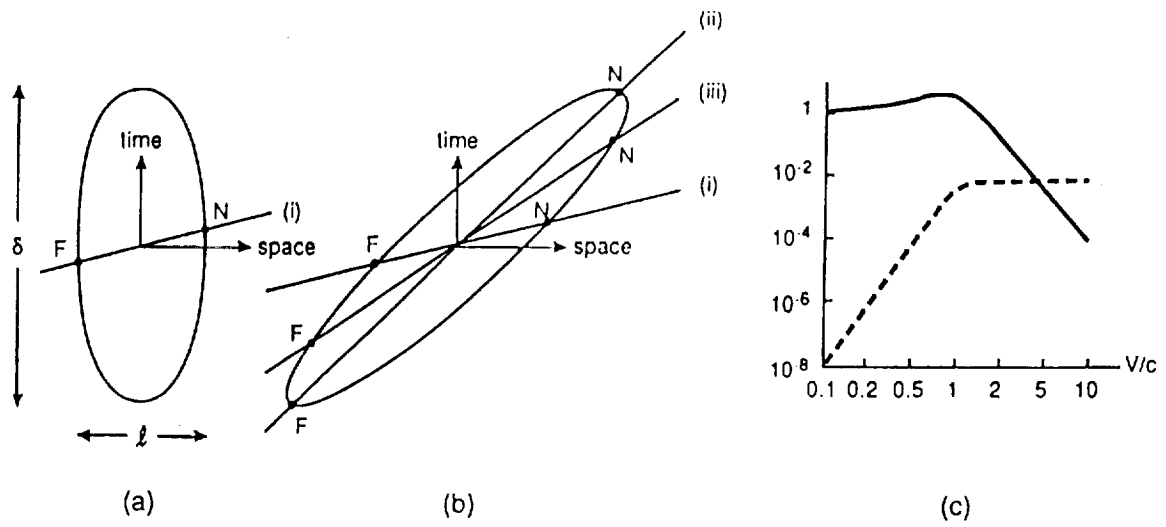 δ
time
N
(i)
F
space
ℓ
(a)
(ii)
N
(iii)
time
N
N
(i)
F
space
F
F
(b)
1
10⁻²
10⁻⁴
10⁻⁶
10⁻⁸
V/c
0.1 0.2 0.5 1 2 5 10
(c)